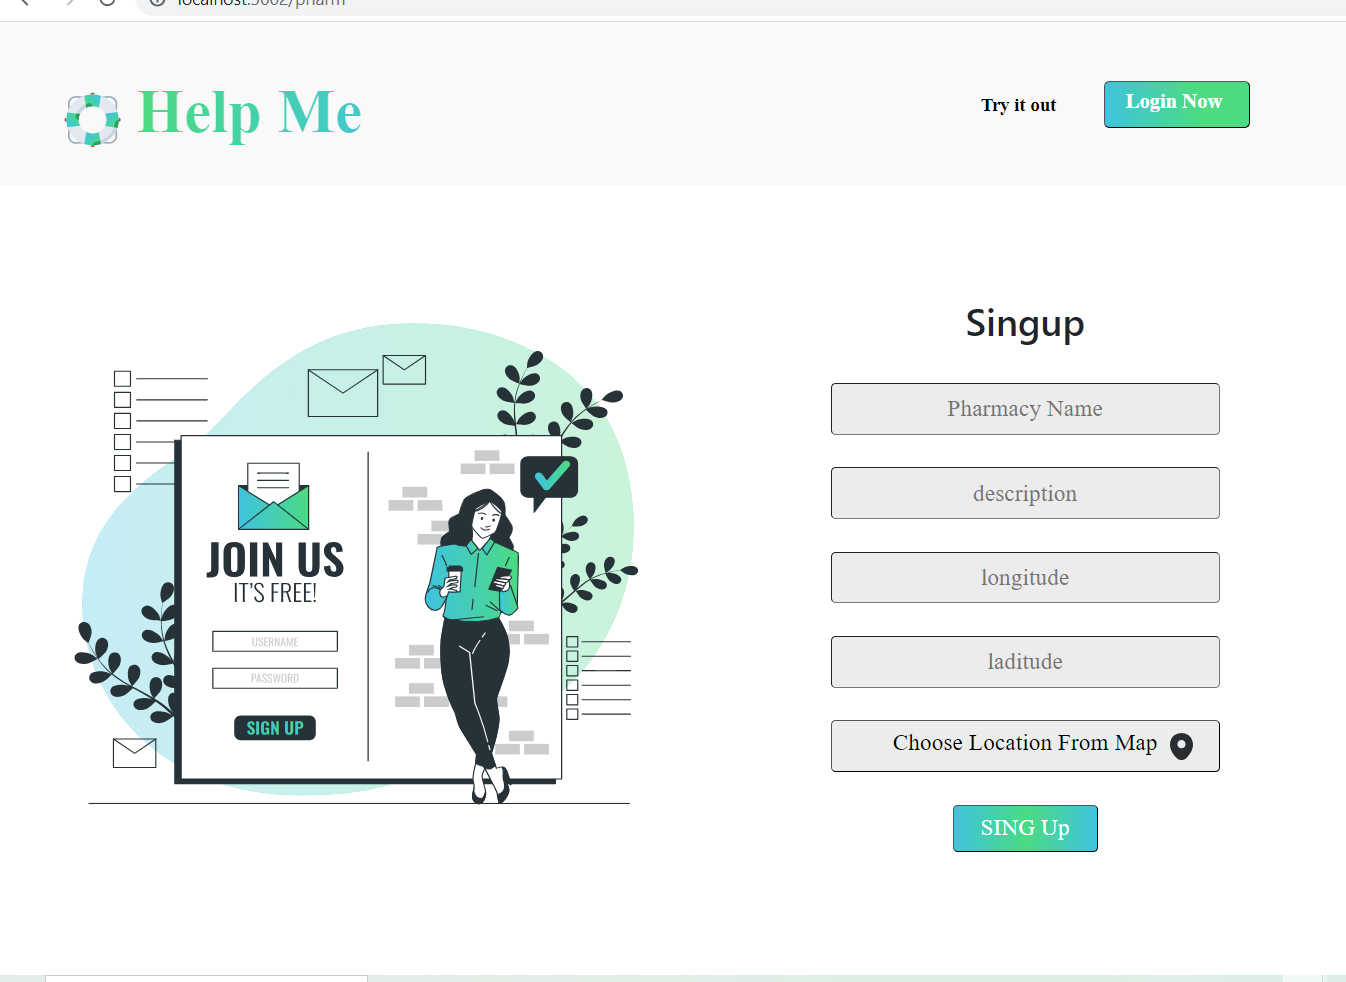 localhost:3002/pharm
Help Me
Try it out
Login Now
Singup
Pharmacy Name
description
longitude
laditude
Choose Location From Map
SING Up
JOIN US
IT'S FREE!
USERNAME
PASSWORD
SIGN UP